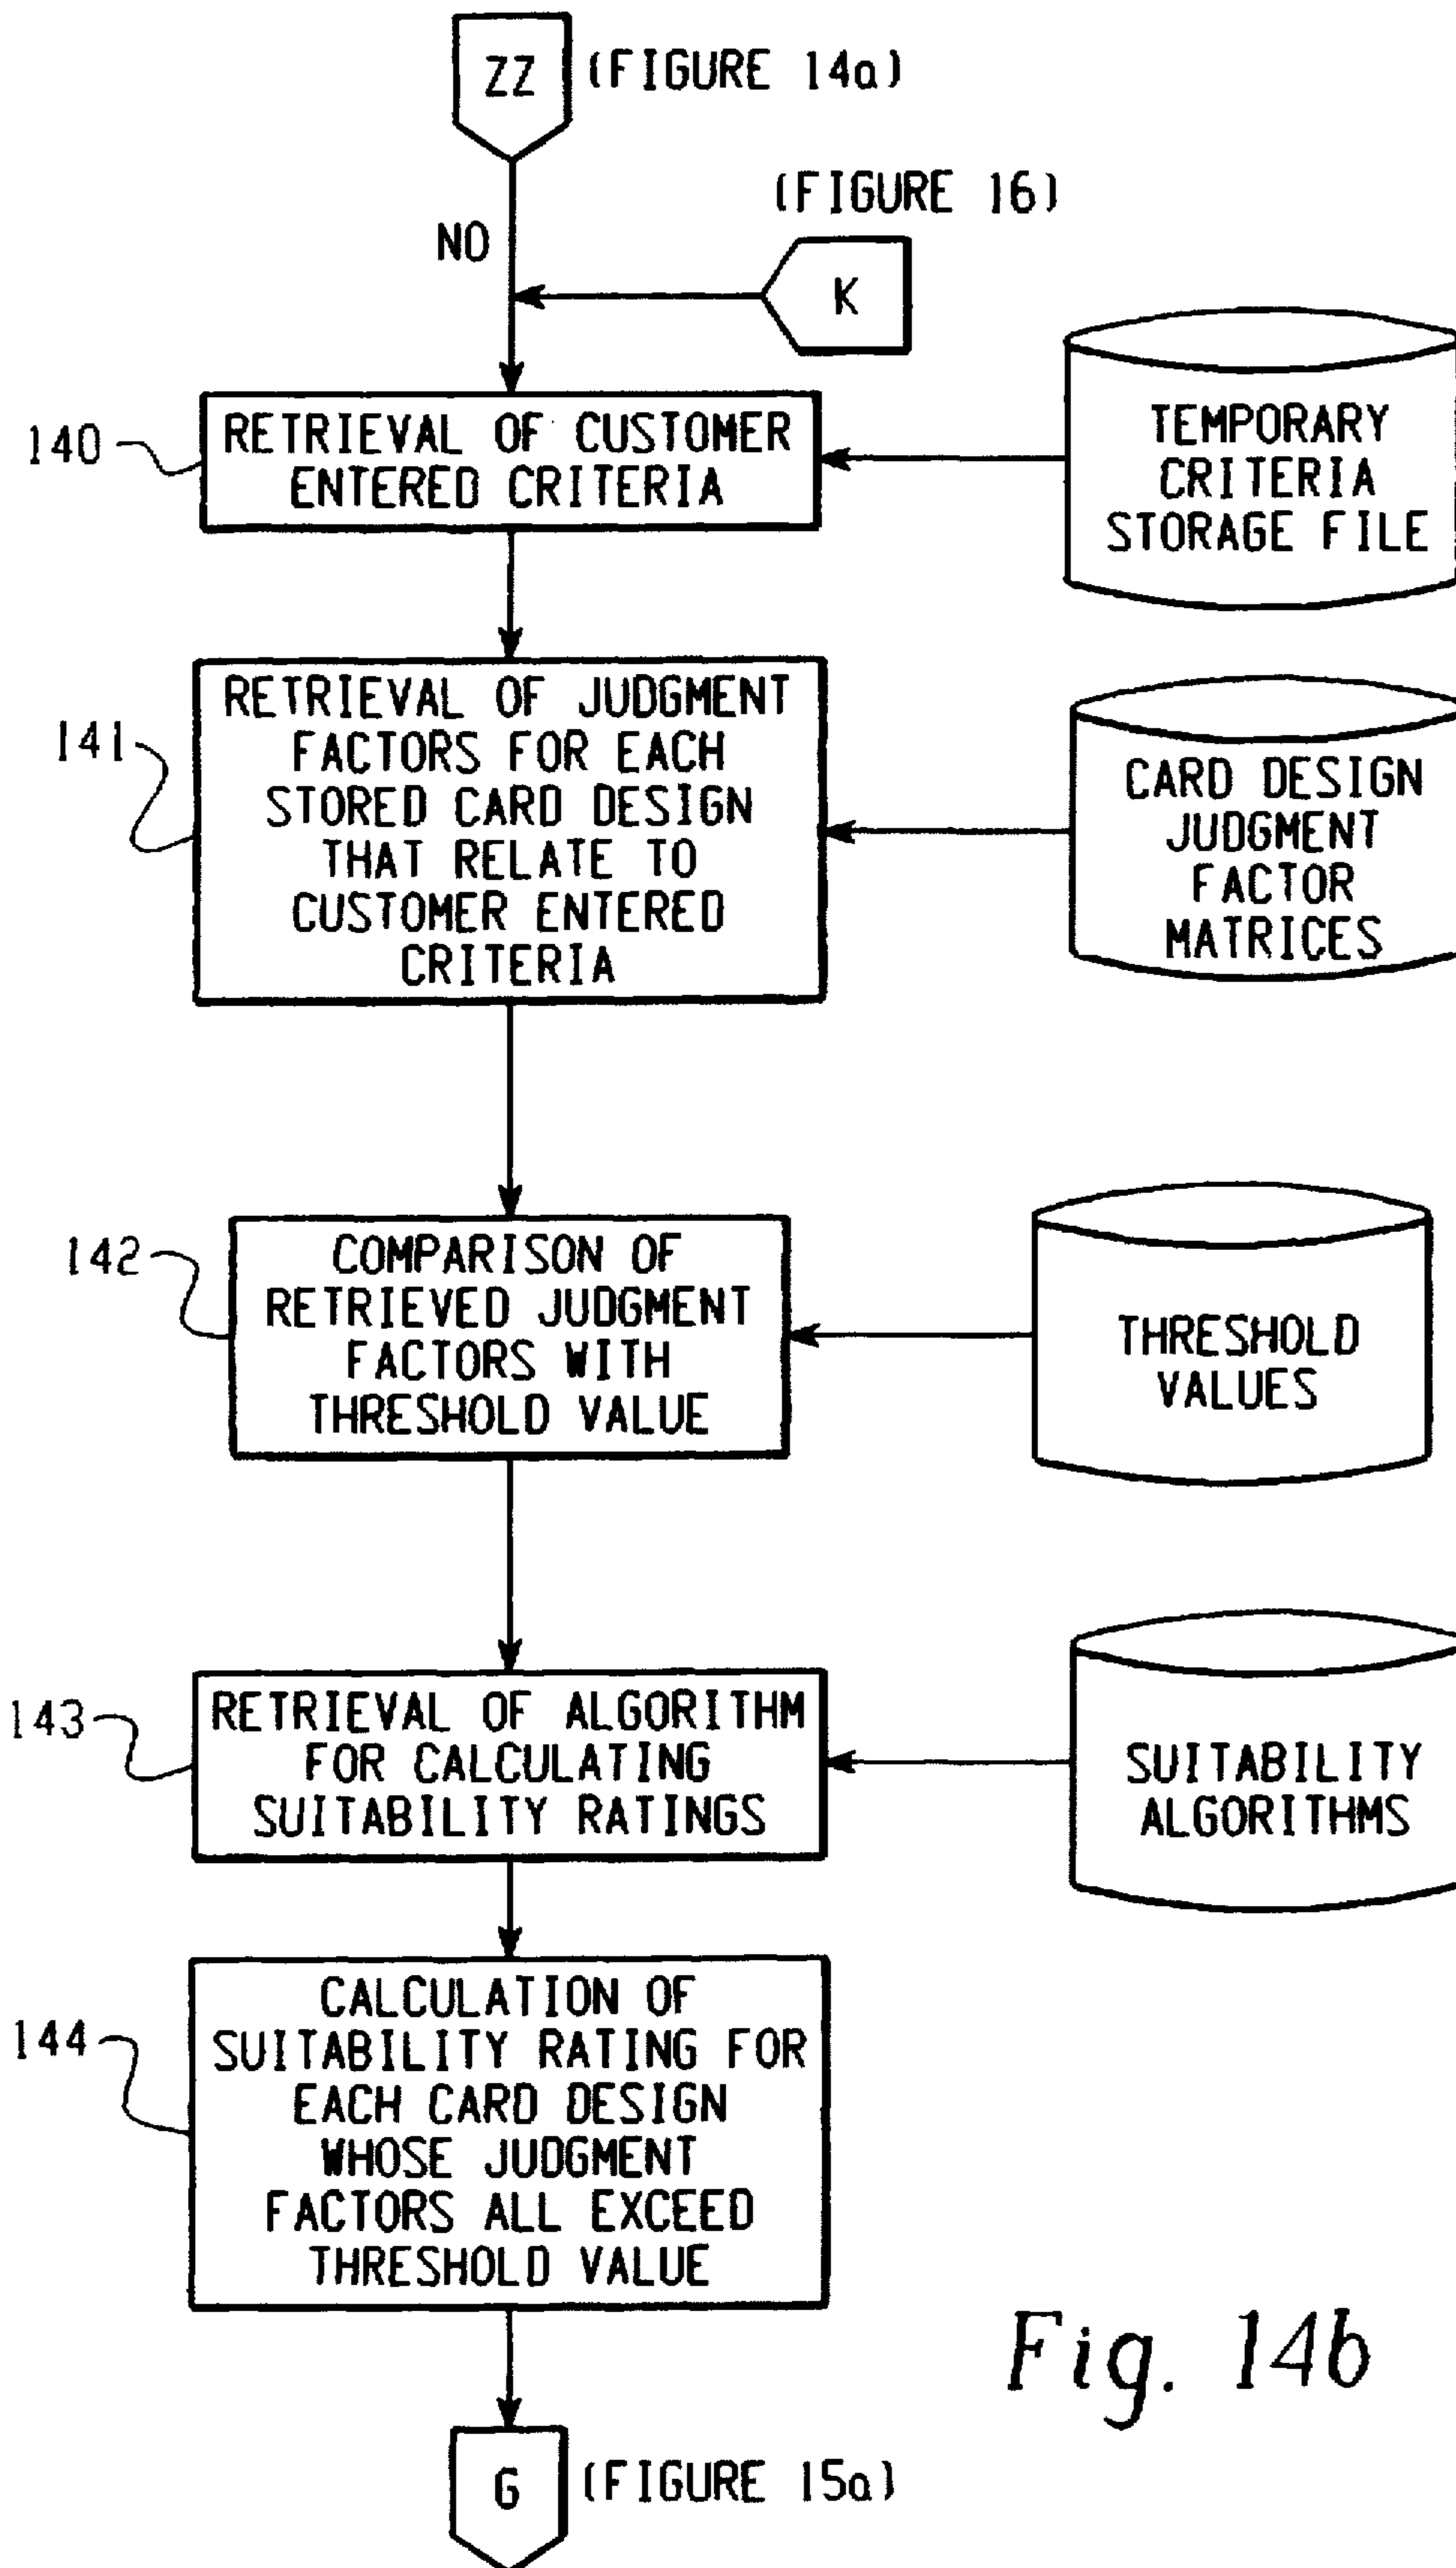 ZZ (FIGURE 14a)
(FIGURE 16)
NO
K
140
RETRIEVAL OF CUSTOMER
ENTERED CRITERIA
TEMPORARY
CRITERIA
STORAGE FILE
141
RETRIEVAL OF JUDGMENT
FACTORS FOR EACH
STORED CARD DESIGN
THAT RELATE TO
CUSTOMER ENTERED
CRITERIA
CARD DESIGN
JUDGMENT
FACTOR
MATRICES
142
COMPARISON OF
RETRIEVED JUDGMENT
FACTORS WITH
THRESHOLD VALUE
THRESHOLD
VALUES
143
RETRIEVAL OF ALGORITHM
FOR CALCULATING
SUITABILITY RATINGS
SUITABILITY
ALGORITHMS
144
CALCULATION OF
SUITABILITY RATING FOR
EACH CARD DESIGN
WHOSE JUDGMENT
FACTORS ALL EXCEED
THRESHOLD VALUE
Fig. 14b
G (FIGURE 15a)